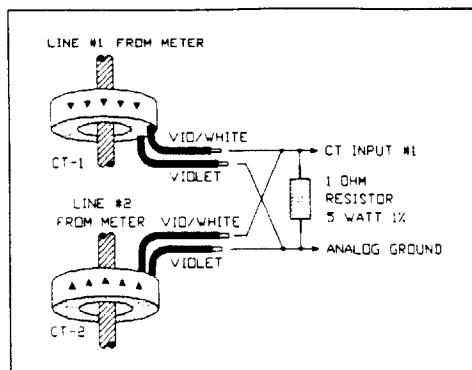 LINE #1 FROM METER
VIO/WHITE
CT INPUT #1
CT-1
VIOLET
1 OHM
RESISTOR
5 WATT 1%
LINE #2
FROM METER
VIO/WHITE
VIOLET
ANALOG GROUND
CT-2